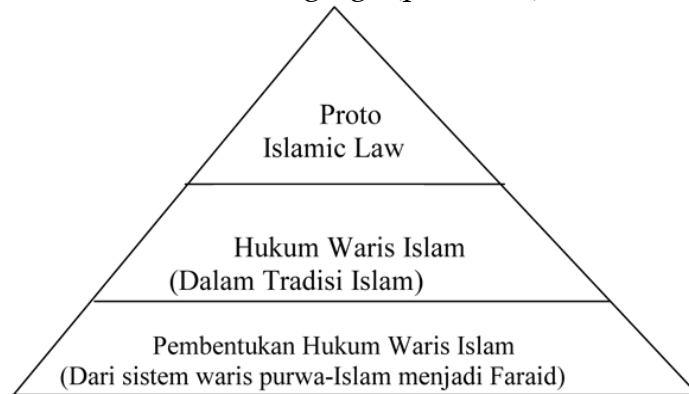 Proto
Islamic Law
Hukum Waris Islam
(Dalam Tradisi Islam)
Pembentukan Hukum Waris Islam
(Dari sistem waris purwa-Islam menjadi Faraid)